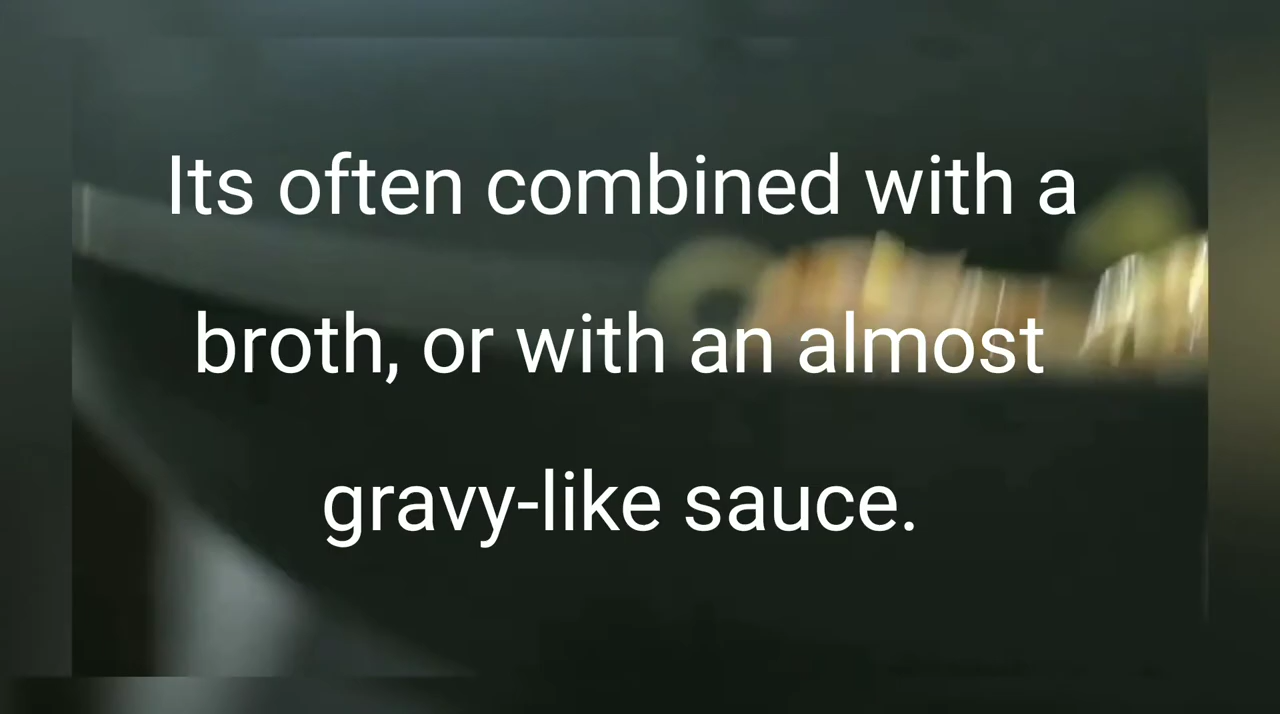 Its often combined with a
broth, or with an almost
gravy-like sauce.